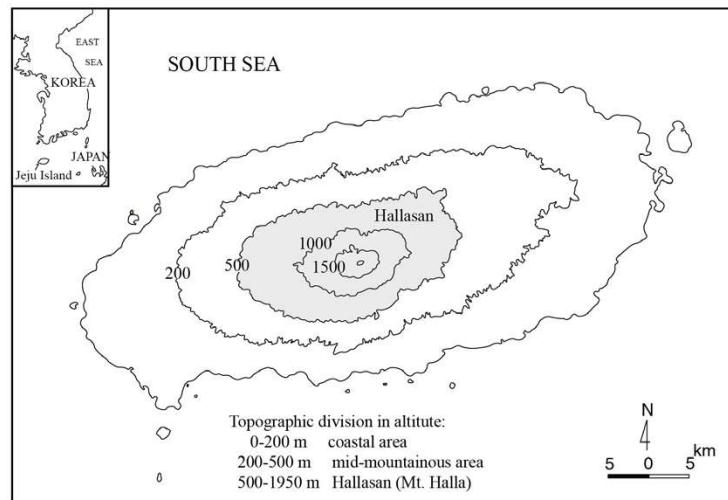 EAST
SEA
KOREA
JAPAN
Jeju Island
SOUTH SEA
Hallasan
1000
1500
500
200
Topographic division in altitute:
0-200 m coastal area
200-500 m mid-mountainous area
500-1950 m Hallasan (Mt. Halla)
N
5 0 5 km